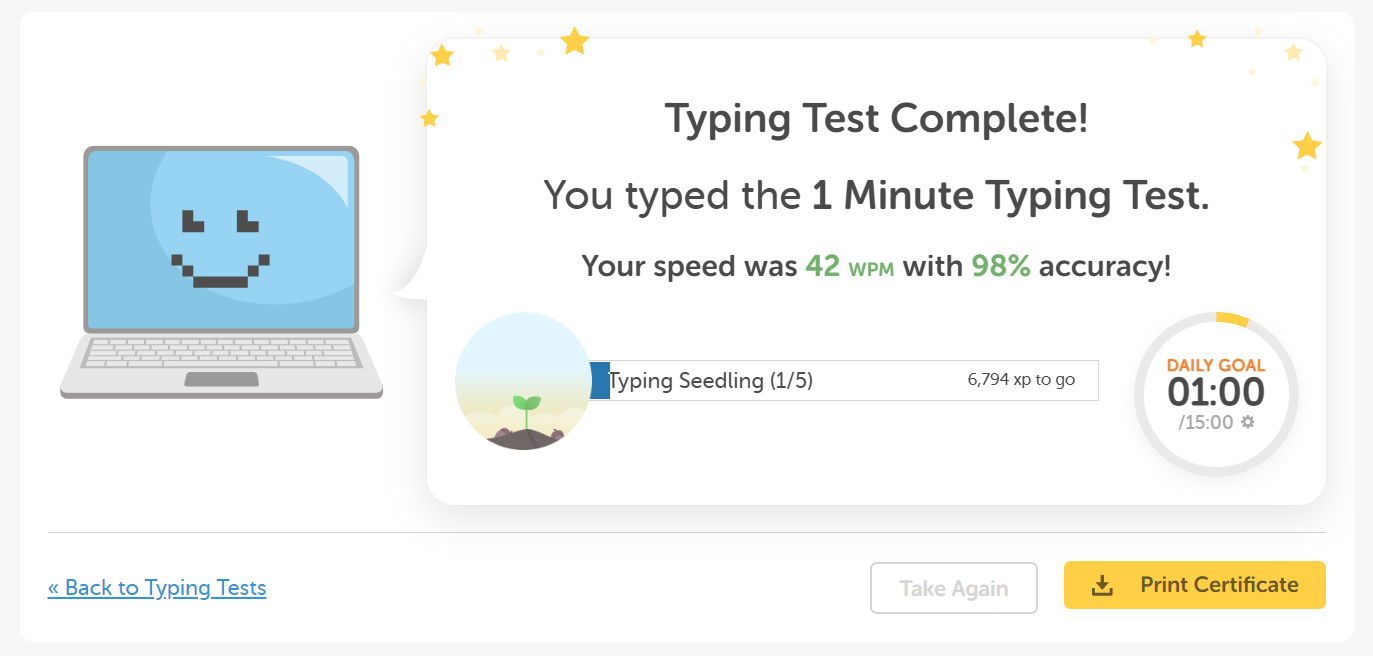 Typing Test Complete!
You typed the 1 Minute Typing Test.
Your speed was 42 WPM with 98% accuracy!
Typing Seedling (1/5)
6,794 xp to go
DAILY GOAL
01:00
/15:00
« Back to Typing Tests
Take Again
Print Certificate